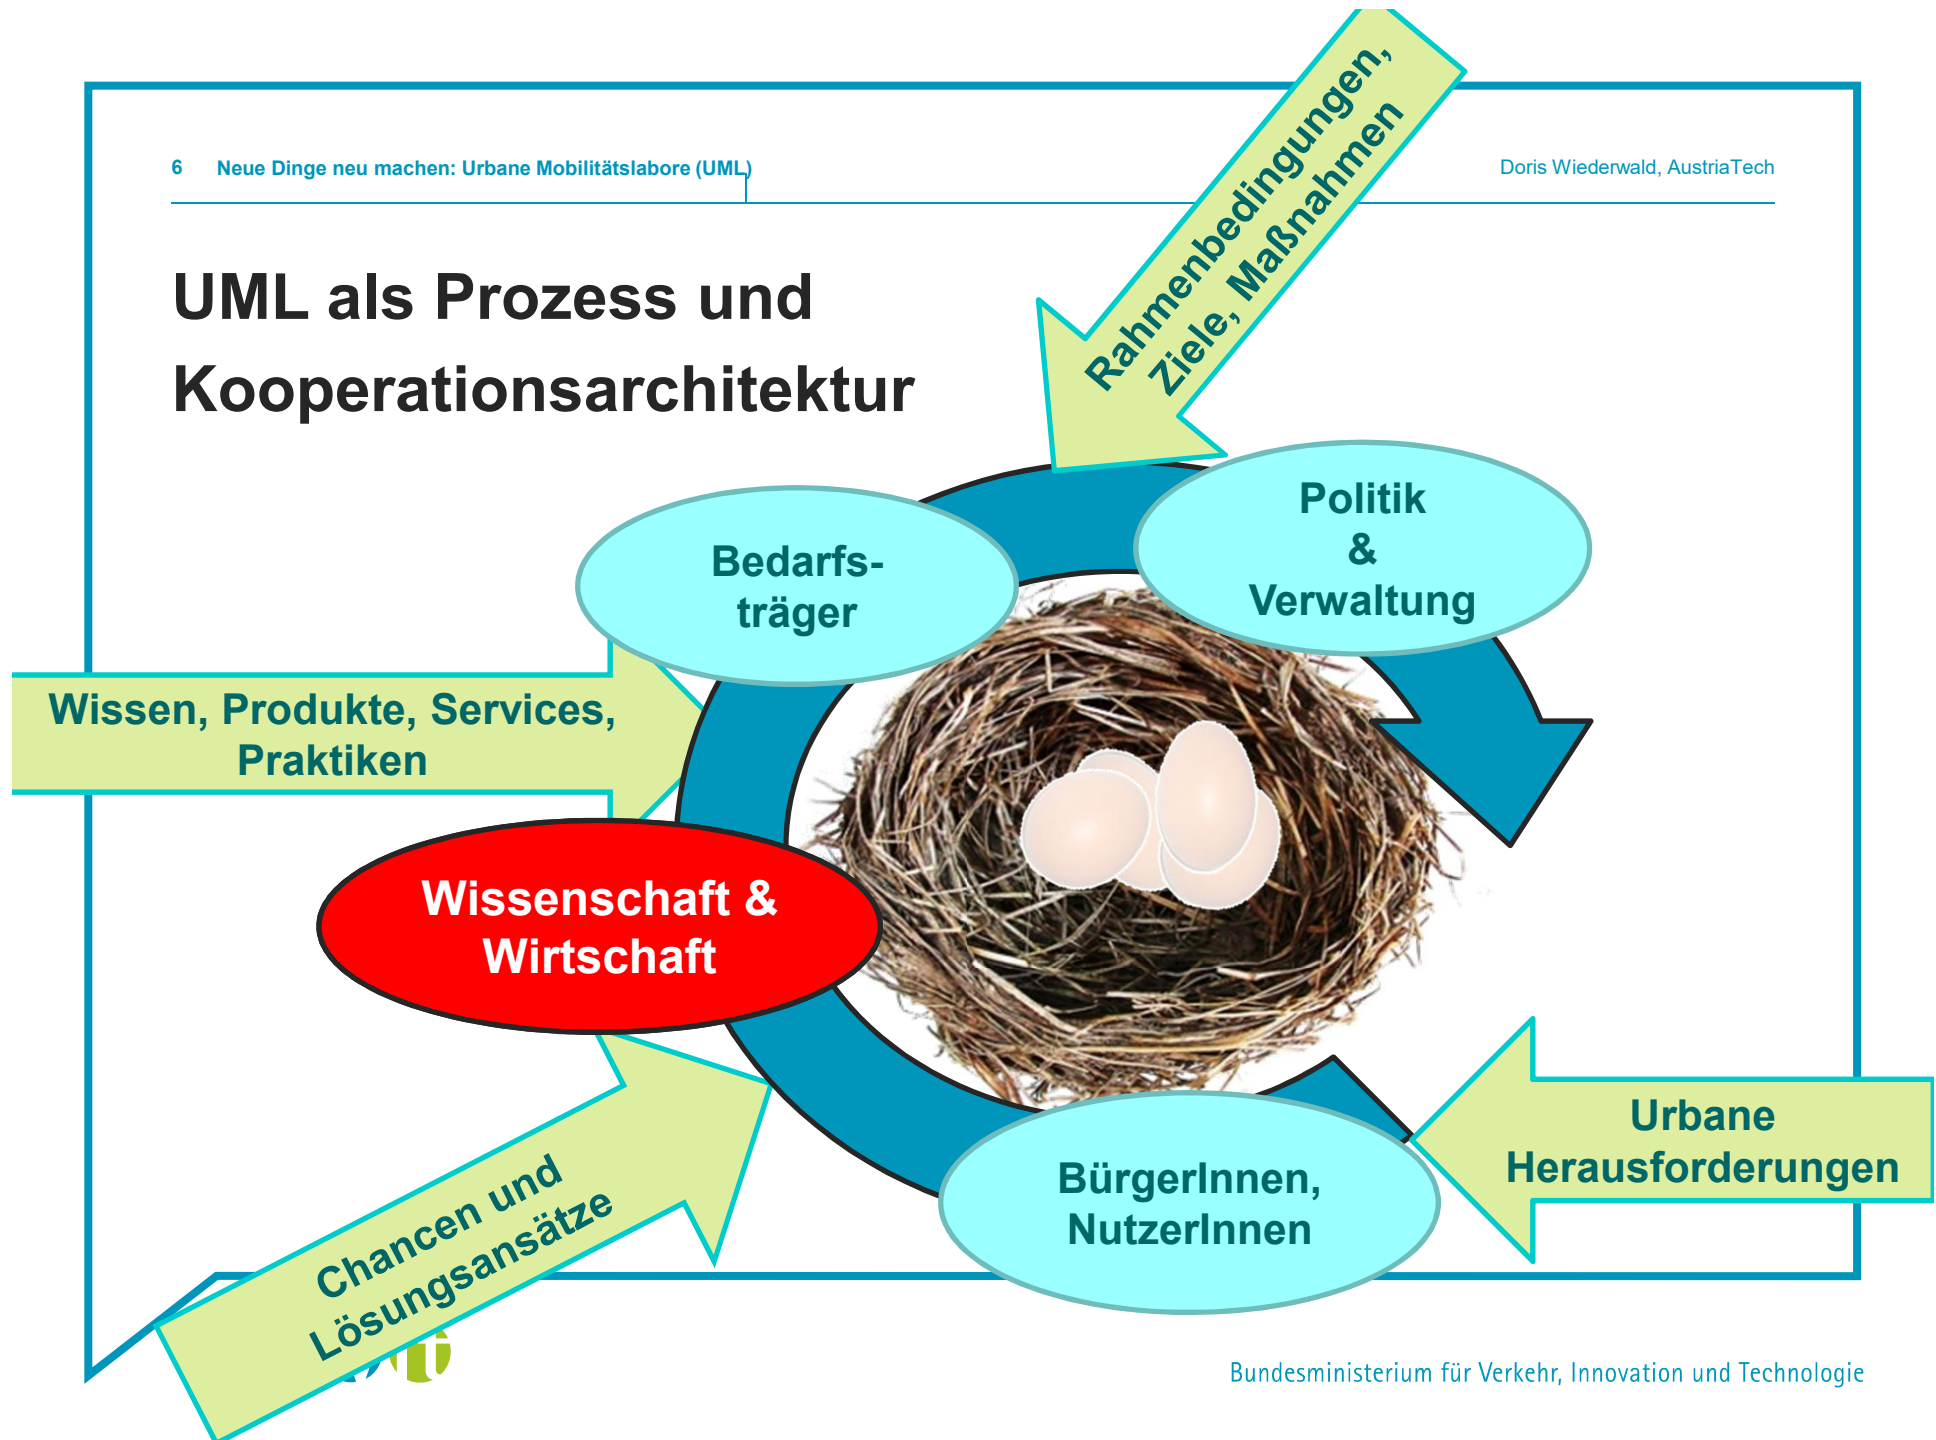 6 Neue Dinge neu machen: Urbane Mobilitätslabore (UML)
Doris Wiederwald, AustriaTech
UML als Prozess und
Kooperationsarchitektur
Rahmenbedingungen,
Ziele, Maßnahmen
Politik
&
Verwaltung
Bedarfs-
träger
Wissen, Produkte, Services,
Praktiken
Wissenschaft &
Wirtschaft
Urbane
Herausforderungen
BürgerInnen,
NutzerInnen
Chancen und
Lösungsansätze
Bundesministerium für Verkehr, Innovation und Technologie